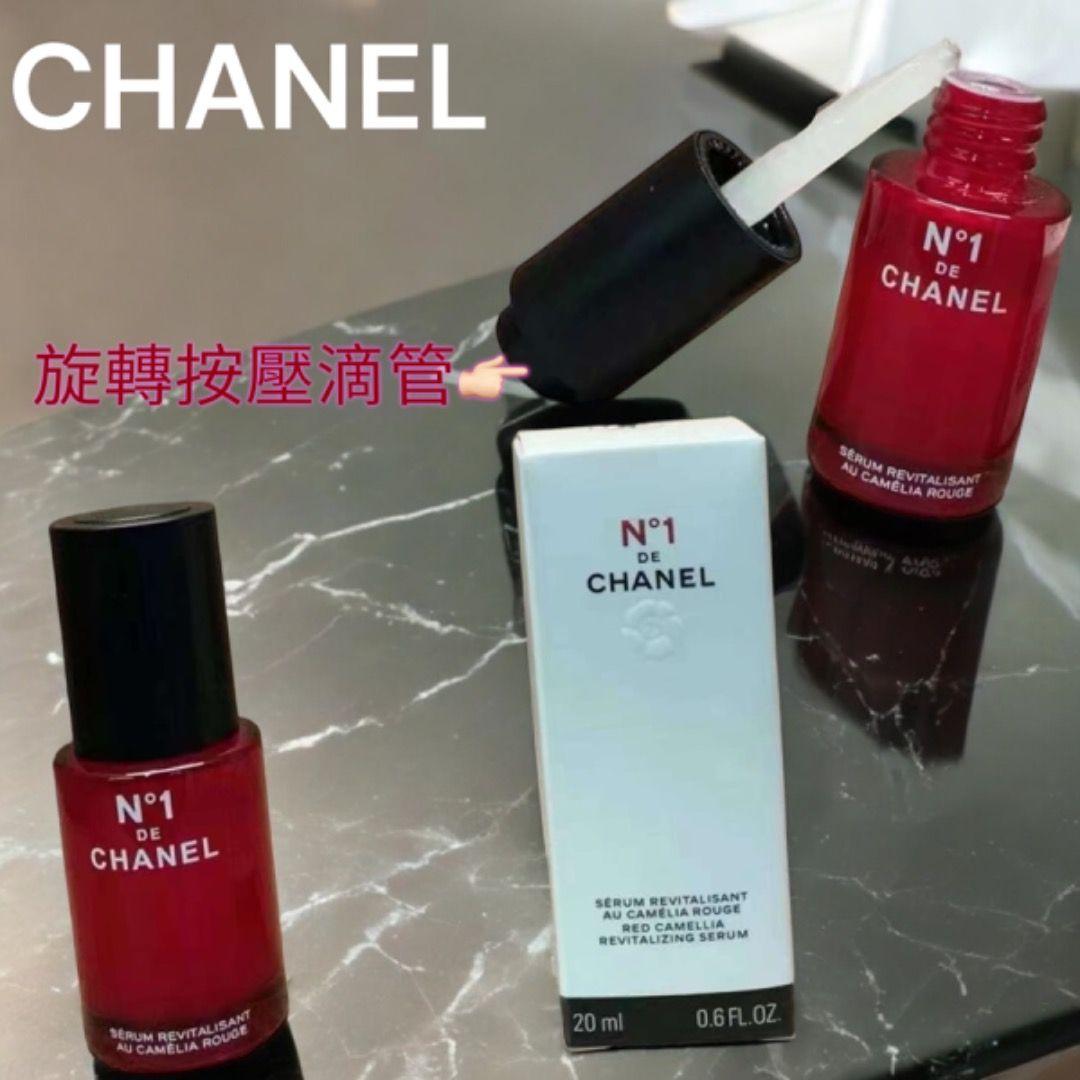 CHANEL
旋轉按壓滴管
N°1
DE
CHANEL
SÉRUM REVITALISANT
AU CAMÉLIA ROUGE
N°1
DE
CHANEL
SÉRUM REVITALISANT
AU CAMÉLIA ROUGE
RED CAMELLIA
REVITALIZING SERUM
20 ml 0.6 FL.OZ.
N°1
DE
CHANEL
SÉRUM REVITALISANT
AU CAMÉLIA ROUGE